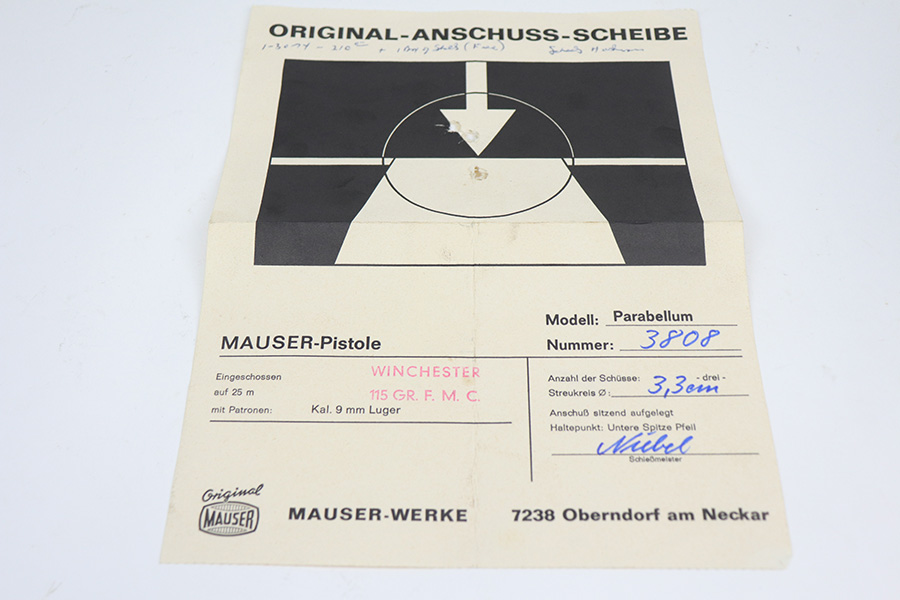 ORIGINAL-ANSCHUSS-SCHEIBE
MAUSER-Pistole
Modell: Parabellum
Nummer: 3808
Eingeschossen
auf 25 m
mit Patronen: Kal. 9 mm Luger
WINCHESTER
115 GR. F. M. C.
Anzahl der Schüsse: - drei -
Streukreis Ø: 3,3cm
Anschuß sitzend aufgelegt
Haltepunkt: Untere Spitze Pfeil
Nübel
Schießmeister
Original
MAUSER
MAUSER-WERKE 7238 Oberndorf am Neckar